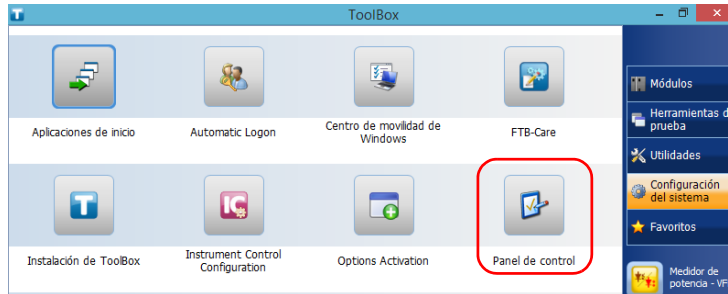 ToolBox
Aplicaciones de inicio
Automatic Logon
Centro de movilidad de
Windows
FTB-Care
Instalación de ToolBox
Instrument Control
Configuration
Options Activation
Panel de control
Módulos
Herramientas d
prueba
Utilidades
Configuración
del sistema
Favoritos
Medidor de
potencia - VF